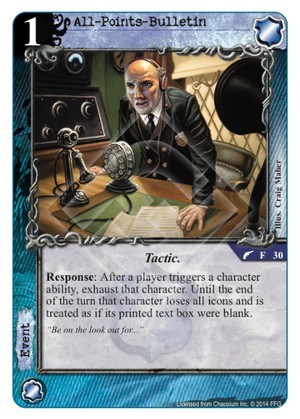 1
All-Points-Bulletin
Illus. Craig Maher
F 30
Tactic.
Response: After a player triggers a character
ability, exhaust that character. Until the end
of the turn that character loses all icons and is
treated as if its printed text box were blank.
"Be on the look out for..."
Event
Licensed from Chaosium Inc. © 2014 FFG